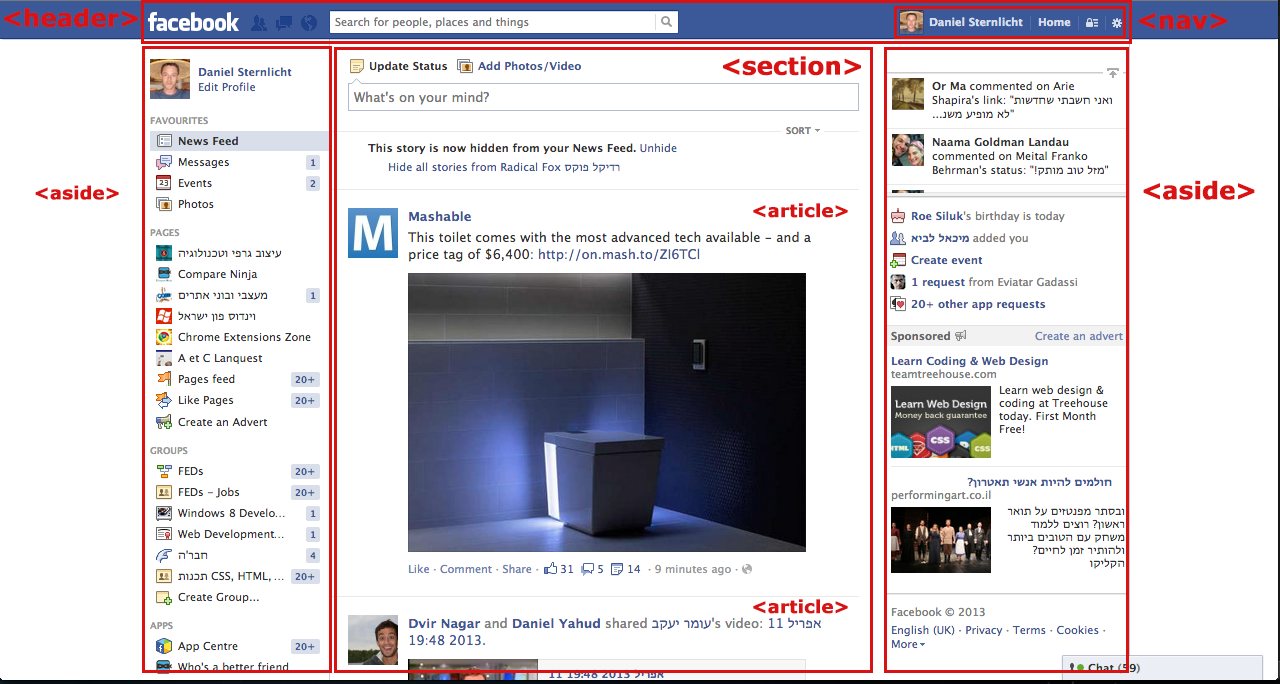 <header>
facebook
Search for people, places and things
Daniel Sternlicht
Home
<nav>
Daniel Sternlicht
Edit Profile
FAVOURITES
News Feed
Messages 1
23 Events 2
Photos
<aside>
PAGES
עיצוב גרפי וטכנולוגיה
Compare Ninja
מעצבי ובוני אתרים 1
וינדוס פון ישראל
Chrome Extensions Zone
A et C Lanquest
Pages feed 20+
Like Pages 20+
Create an Advert
GROUPS
FEDs 20+
FEDs – Jobs 20+
Windows 8 Develo... 1
Web Development... 1
חבר'ה 4
תכנות CSS, HTML, ... 20+
Create Group...
APPS
App Centre 20+
Who's a better friend
Update Status
Add Photos/Video
<section>
What's on your mind?
SORT
This story is now hidden from your News Feed. Unhide
Hide all stories from Radical Fox רדיקל פוקס
<article>
M
Mashable
This toilet comes with the most advanced tech available – and a
price tag of $6,400: http://on.mash.to/Zl6TCl
Like · Comment · Share · 31 5 14 · 9 minutes ago ·
<article>
Dvir Nagar and Daniel Yahud shared עומר יעקב's video: 11 אפריל
19:48 2013.
11 אפריל 2013 19:48
Or Ma commented on Arie
Shapira's link: "ואני חשבתי שחדשות
לא מופיע משנ..."
Naama Goldman Landau
commented on Meital Franko
Behrman's status: "מזל טוב מותק!"
<aside>
Roe Siluk's birthday is today
מיכאל לביא added you
Create event
1 request from Eviatar Gadassi
20+ other app requests
Sponsored
Create an advert
Learn Coding & Web Design
teamtreehouse.com
Learn Web Design
Money back guarantee
HTML
CSS
CSS
Learn web design &
coding at Treehouse
today. First Month
Free!
חולמים להיות אנשי תאטרון?
performingart.co.il
ובסתר מפנטזים על תואר
ראשון? רוצים ללמוד
משחק עם הטובים ביותר
ולהותיר זמן לחיים?
הקליקו
Facebook © 2013
English (UK) · Privacy · Terms · Cookies ·
More
Chat (59)